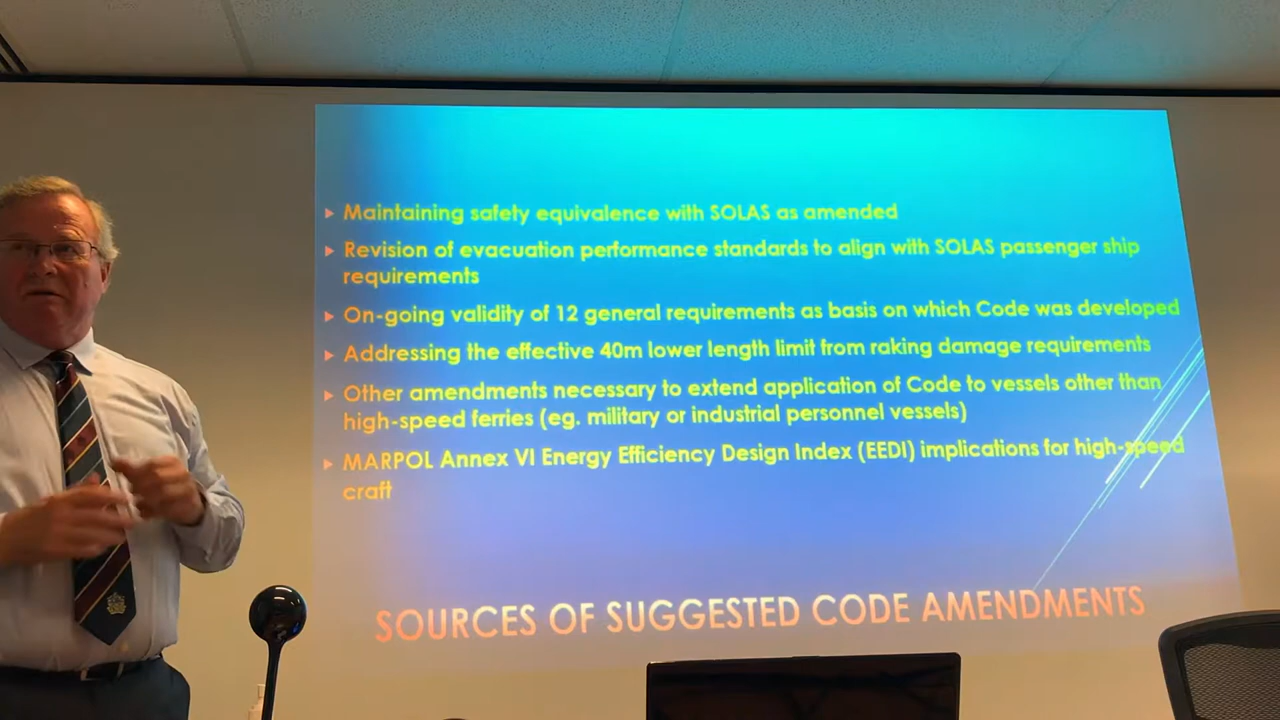 Maintaining safety equivalence with SOLAS as amended
Revision of evacuation performance standards to align with SOLAS passenger ship
requirements
On-going validity of 12 general requirements as basis on which Code was developed
Addressing the effective 40m lower length limit from raking damage requirements
Other amendments necessary to extend application of Code to vessels other than
high-speed ferries (eg. military or industrial personnel vessels)
MARPOL Annex VI Energy Efficiency Design Index (EEDI) implications for high-speed
craft
SOURCES OF SUGGESTED CODE AMENDMENTS